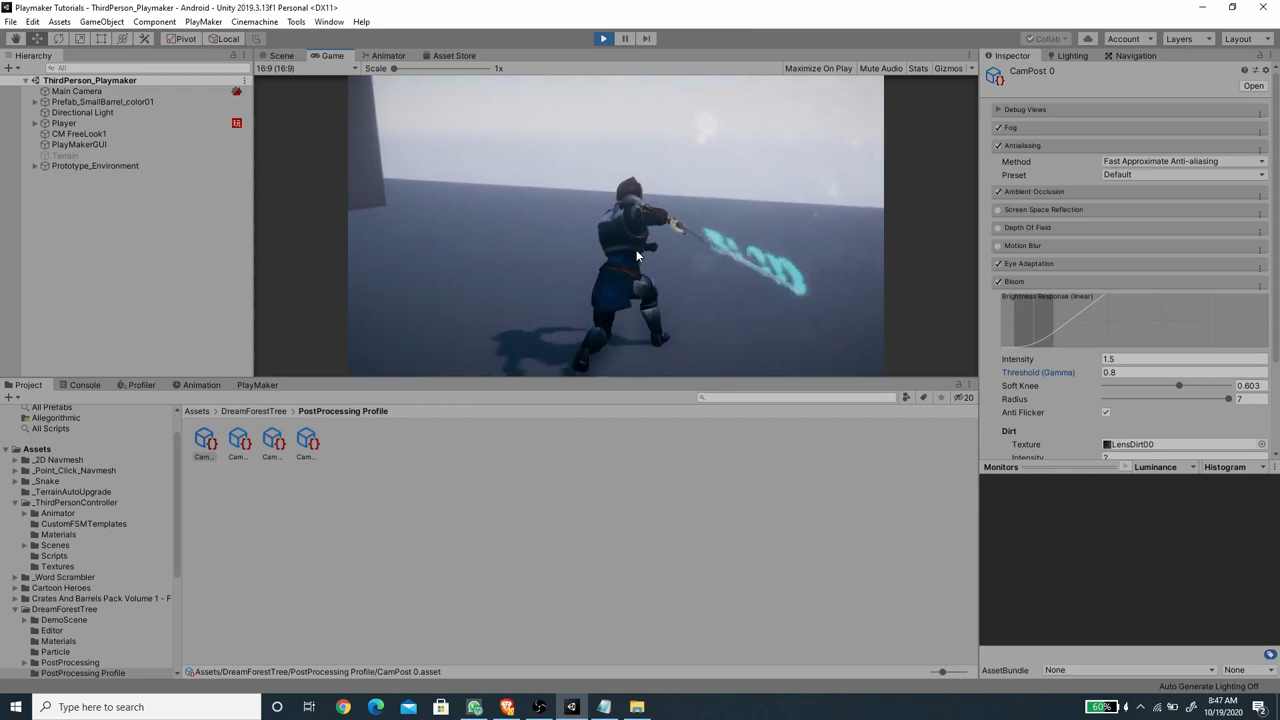 Playmaker Tutorials - ThirdPerson_Playmaker - Android - Unity 2019.3.13f1 Personal <DX11>
File Edit Assets GameObject Component PlayMaker Cinemachine Tools Window Help
Pivot Local
Collab Account Layers Layout
Hierarchy
All
ThirdPerson_Playmaker
Main Camera
Prefab_SmallBarrel_color01
Directional Light
Player
CM FreeLook1
PlayMakerGUI
Terrain
Prototype_Environment
Scene Game Animator Asset Store
16:9 (16:9) Scale 1x Maximize On Play Mute Audio Stats Gizmos
Inspector Lighting Navigation
CamPost 0
Open
Debug Views
Fog
Antialiasing
Method Fast Approximate Anti-aliasing
Preset Default
Ambient Occlusion
Screen Space Reflection
Depth Of Field
Motion Blur
Eye Adaptation
Bloom
Brightness Response (linear)
Intensity 1.5
Threshold (Gamma) 0.8
Soft Knee 0.603
Radius 7
Anti Flicker
Dirt
Texture LensDirt00
Intensity 2
Monitors Luminance Histogram
AssetBundle None None
Auto Generate Lighting Off
Project Console Profiler Animation PlayMaker
20
All Prefabs
Allegorithmic
All Scripts
Assets
_2D Navmesh
_Point_Click_Navmesh
_Snake
_TerrainAutoUpgrade
_ThirdPersonController
Animator
CustomFSMTemplates
Materials
Scenes
Scripts
Textures
_Word Scrambler
Cartoon Heroes
Crates And Barrels Pack Volume 1 - F
DreamForestTree
DemoScene
Editor
Materials
Particle
PostProcessing
PostProcessing Profile
Assets DreamForestTree PostProcessing Profile
Cam... Cam... Cam... Cam...
Assets/DreamForestTree/PostProcessing Profile/CamPost 0.asset
Type here to search
60%
8:47 AM
10/19/2020